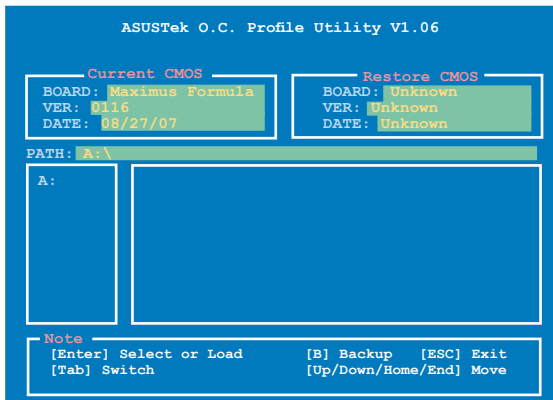 ASUSTek O.C. Profile Utility V1.06
Current CMOS
BOARD: Maximus Formula
VER: 0116
DATE: 08/27/07
Restore CMOS
BOARD: Unknown
VER: Unknown
DATE: Unknown
PATH: A:\
A:
Note
[Enter] Select or Load [B] Backup [ESC] Exit
[Tab] Switch [Up/Down/Home/End] Move